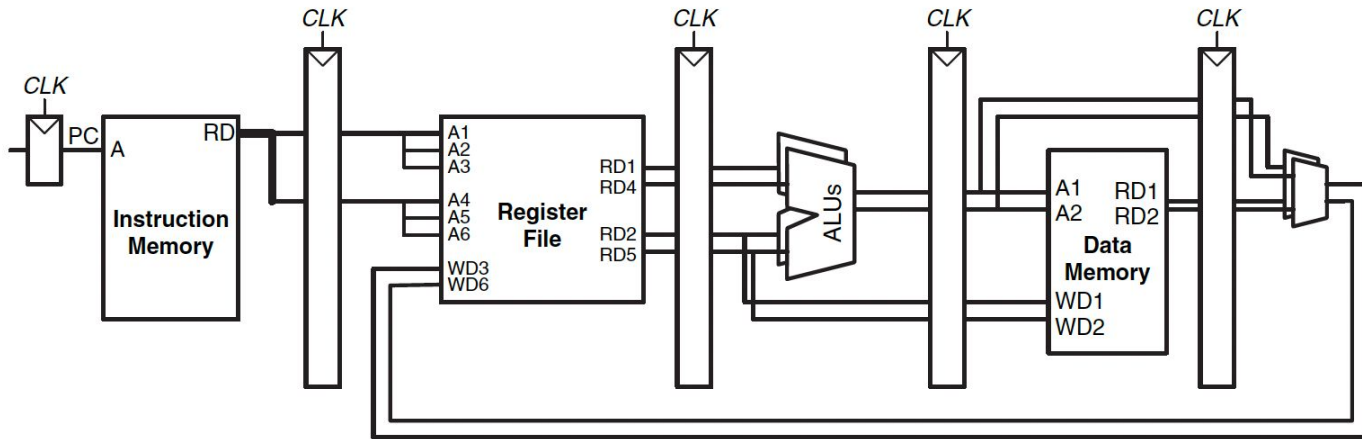 CLK
CLK
CLK
CLK
CLK
PC
A
RD
Instruction
Memory
A1
A2
A3
A4
A5
A6
WD3
WD6
Register
File
RD1
RD4
RD2
RD5
ALUs
A1
A2
RD1
RD2
Data
Memory
WD1
WD2